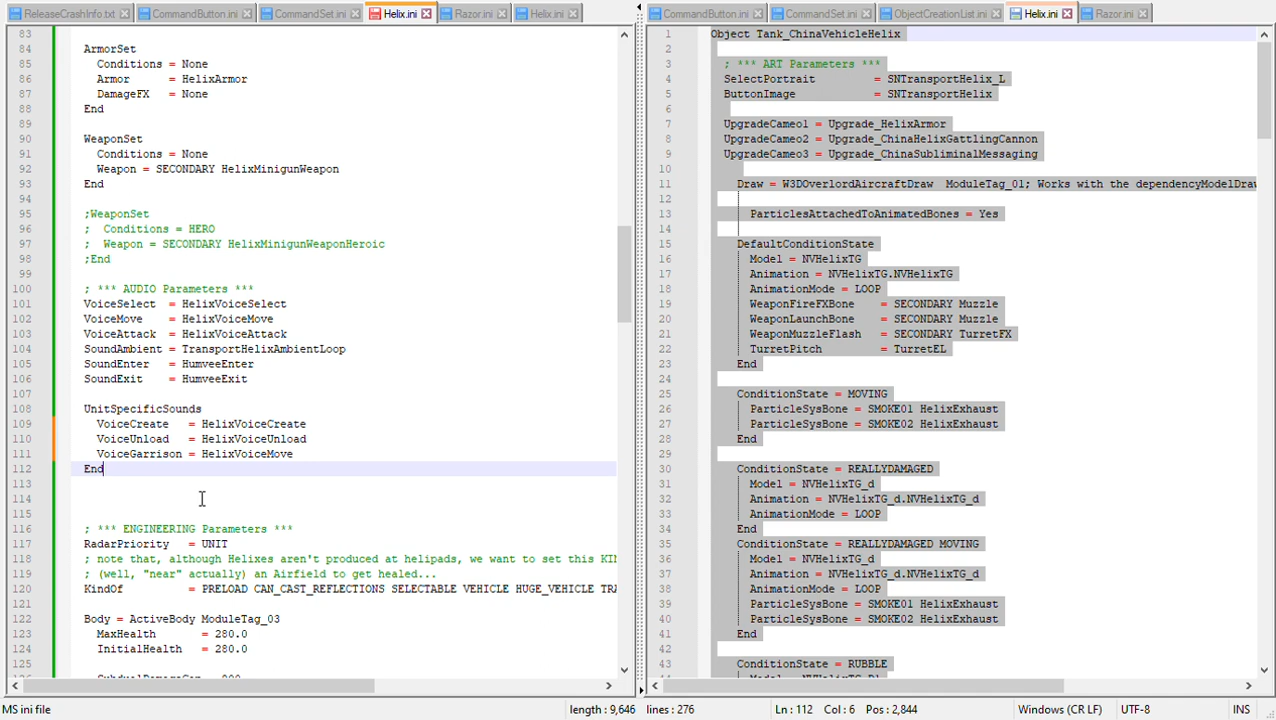 ReleaseCrashInfo.txt CommandButton.ini CommandSet.ini Helix.ini Razor.ini Helix.ini
83
84 ArmorSet
85 Conditions = None
86 Armor = HelixArmor
87 DamageFX = None
88 End
89
90 WeaponSet
91 Conditions = None
92 Weapon = SECONDARY HelixMinigunWeapon
93 End
94
95 ;WeaponSet
96 ; Conditions = HERO
97 ; Weapon = SECONDARY HelixMinigunWeaponHeroic
98 ;End
99
100 ; *** AUDIO Parameters ***
101 VoiceSelect = HelixVoiceSelect
102 VoiceMove = HelixVoiceMove
103 VoiceAttack = HelixVoiceAttack
104 SoundAmbient = TransportHelixAmbientLoop
105 SoundEnter = HumveeEnter
106 SoundExit = HumveeExit
107
108 UnitSpecificSounds
109 VoiceCreate = HelixVoiceCreate
110 VoiceUnload = HelixVoiceUnload
111 VoiceGarrison = HelixVoiceMove
112 End
113
114
115
116 ; *** ENGINEERING Parameters ***
117 RadarPriority = UNIT
118 ; note that, although Helixes aren't produced at helipads, we want to set this KIN
119 ; (well, "near" actually) an Airfield to get healed...
120 KindOf = PRELOAD CAN_CAST_REFLECTIONS SELECTABLE VEHICLE HUGE_VEHICLE TRA
121
122 Body = ActiveBody ModuleTag_03
123 MaxHealth = 280.0
124 InitialHealth = 280.0
125
CommandButton.ini CommandSet.ini ObjectCreationList.ini Helix.ini Razor.ini
1 Object Tank_ChinaVehicleHelix
2
3 ; *** ART Parameters ***
4 SelectPortrait = SNTransportHelix_L
5 ButtonImage = SNTransportHelix
6
7 UpgradeCameo1 = Upgrade_HelixArmor
8 UpgradeCameo2 = Upgrade_ChinaHelixGattlingCannon
9 UpgradeCameo3 = Upgrade_ChinaSubliminalMessaging
10
11 Draw = W3DOverlordAircraftDraw ModuleTag_01; Works with the dependencyModelDraw
12
13 ParticlesAttachedToAnimatedBones = Yes
14
15 DefaultConditionState
16 Model = NVHelixTG
17 Animation = NVHelixTG.NVHelixTG
18 AnimationMode = LOOP
19 WeaponFireFXBone = SECONDARY Muzzle
20 WeaponLaunchBone = SECONDARY Muzzle
21 WeaponMuzzleFlash = SECONDARY TurretFX
22 TurretPitch = TurretEL
23 End
24
25 ConditionState = MOVING
26 ParticleSysBone = SMOKE01 HelixExhaust
27 ParticleSysBone = SMOKE02 HelixExhaust
28 End
29
30 ConditionState = REALLYDAMAGED
31 Model = NVHelixTG_d
32 Animation = NVHelixTG_d.NVHelixTG_d
33 AnimationMode = LOOP
34 End
35 ConditionState = REALLYDAMAGED MOVING
36 Model = NVHelixTG_d
37 Animation = NVHelixTG_d.NVHelixTG_d
38 AnimationMode = LOOP
39 ParticleSysBone = SMOKE01 HelixExhaust
40 ParticleSysBone = SMOKE02 HelixExhaust
41 End
42
43 ConditionState = RUBBLE
MS ini file length : 9,646 lines : 276 Ln : 112 Col : 6 Pos : 2,844 Windows (CR LF) UTF-8 INS